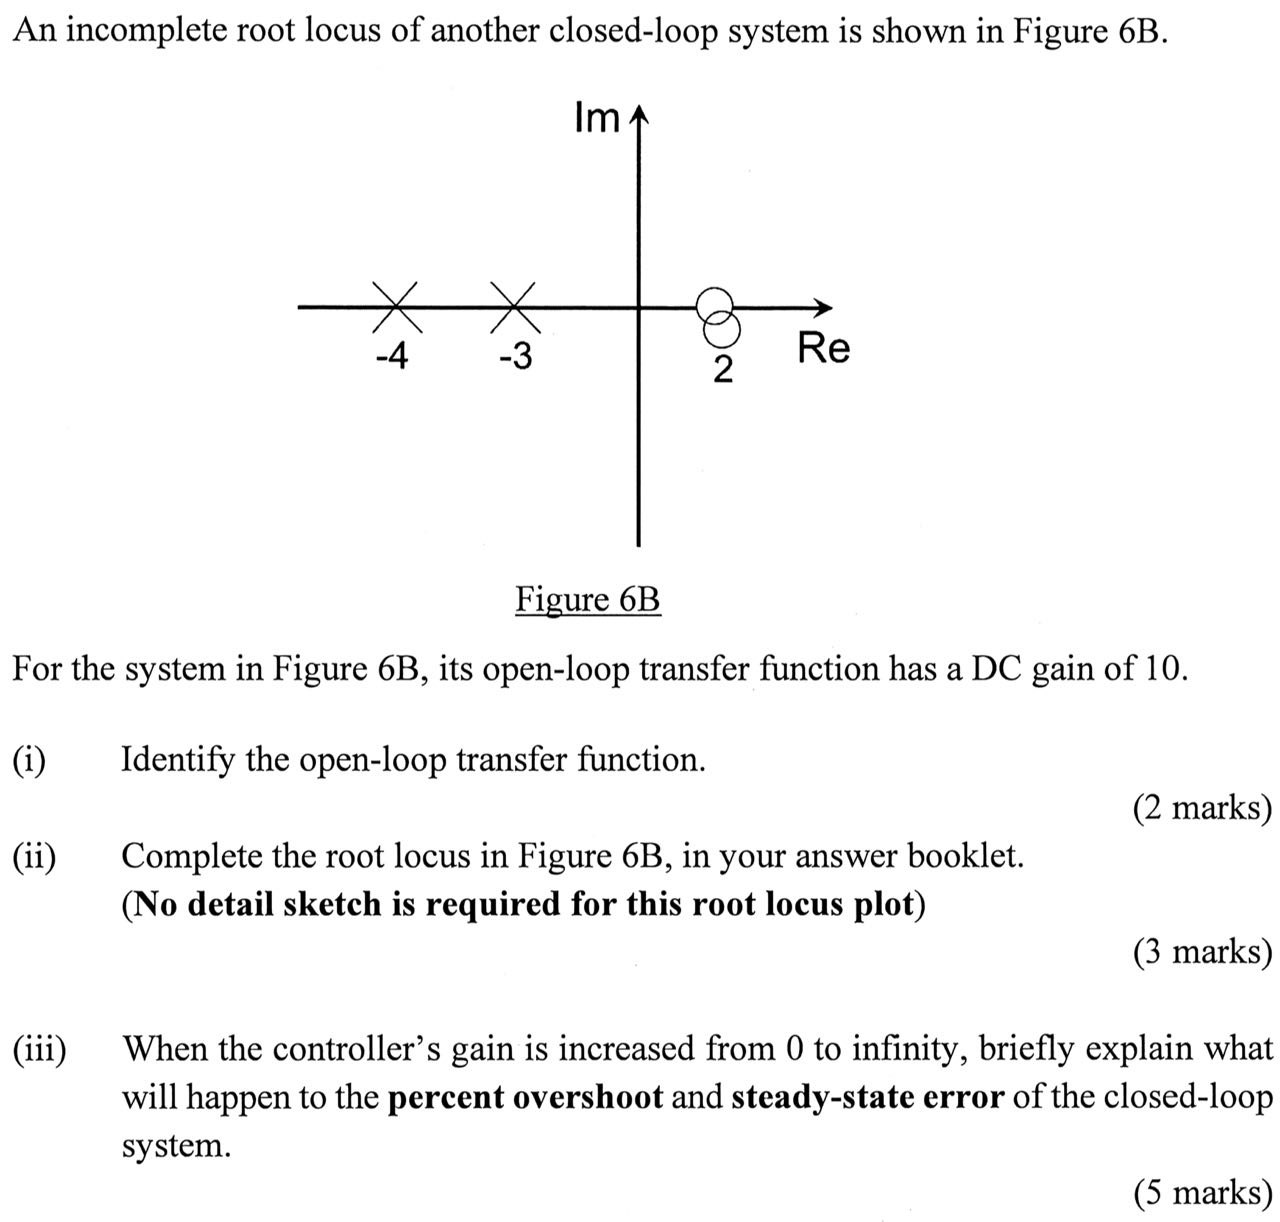 An incomplete root locus of another closed-loop system is shown in Figure 6B.
Im
-4
-3
2
Re
Figure 6B
For the system in Figure 6B, its open-loop transfer function has a DC gain of 10.
(i) Identify the open-loop transfer function.
(2 marks)
(ii) Complete the root locus in Figure 6B, in your answer booklet.
(No detail sketch is required for this root locus plot)
(3 marks)
(iii) When the controller's gain is increased from 0 to infinity, briefly explain what
will happen to the percent overshoot and steady-state error of the closed-loop
system.
(5 marks)